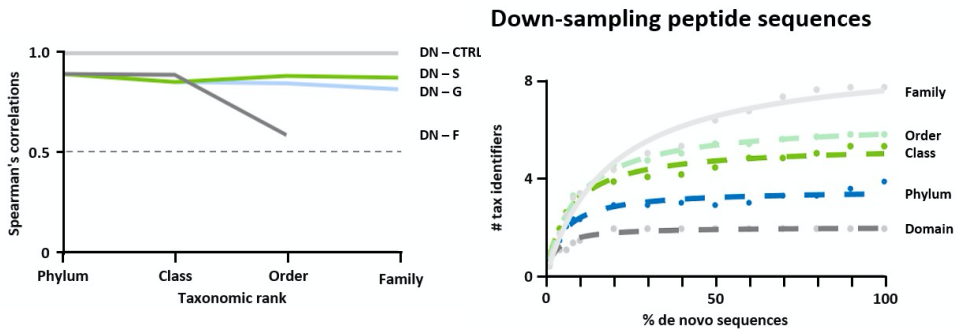 Down-sampling peptide sequences
Spearman's correlations
1.0
0.5
0
Phylum
Class
Order
Family
Taxonomic rank
DN – CTRL
DN – S
DN – G
DN – F
# tax identifiers
8
4
0
0
50
100
% de novo sequences
Family
Order
Class
Phylum
Domain